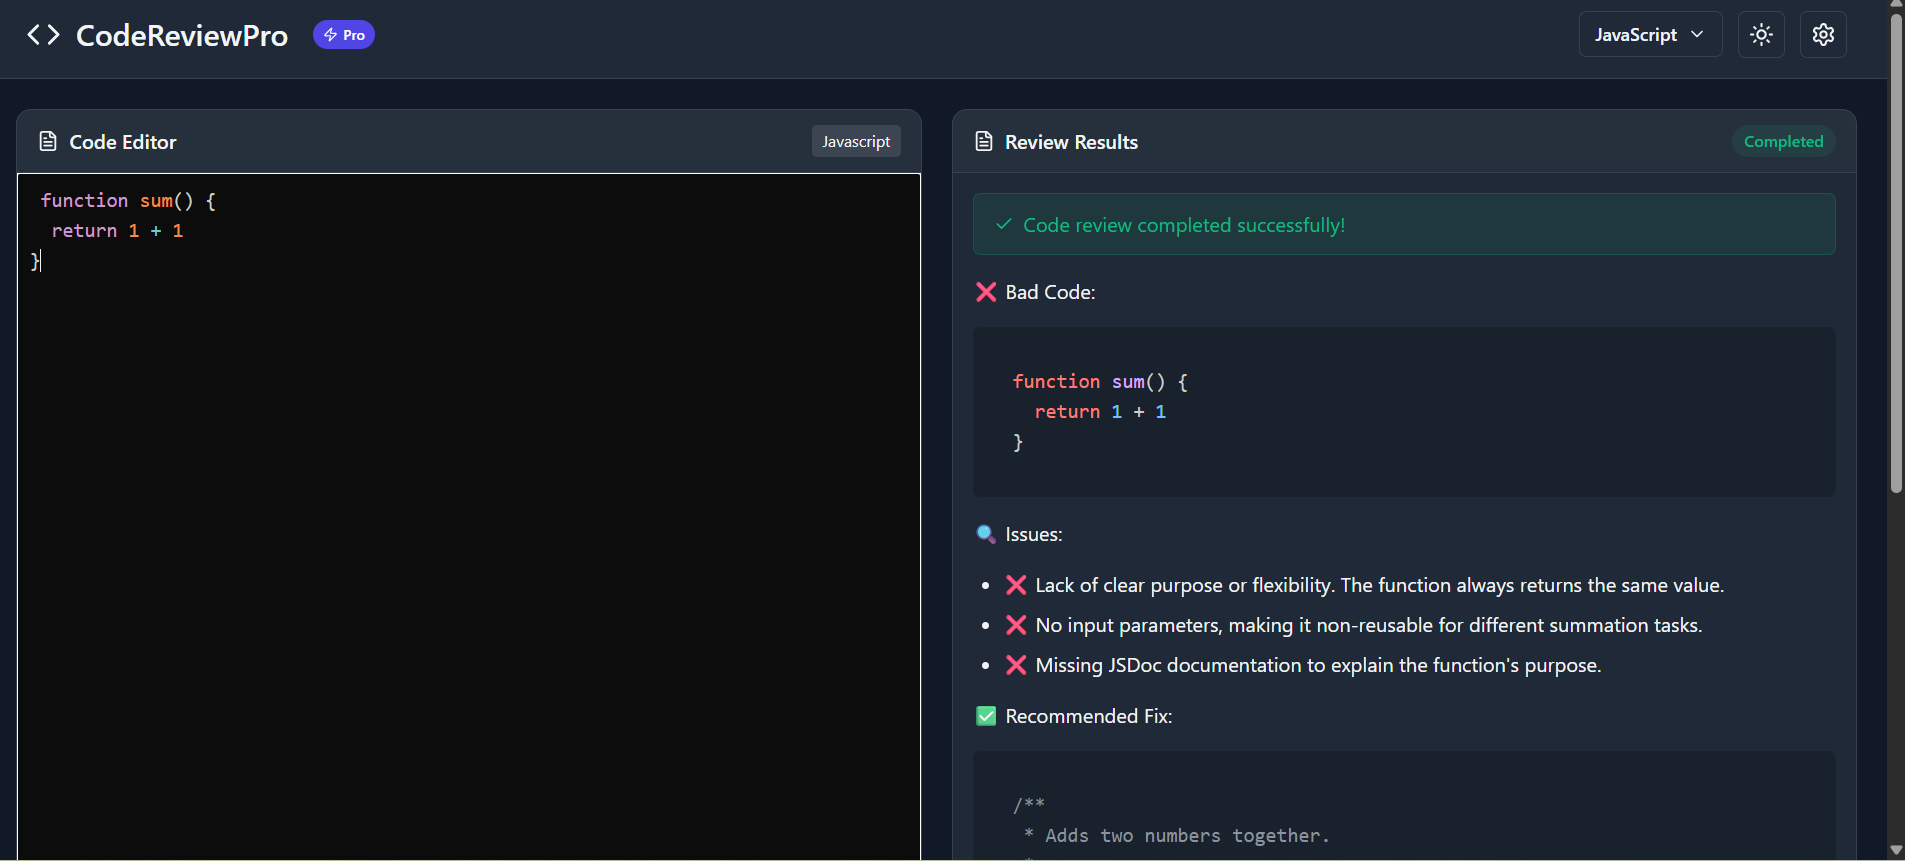 CodeReviewPro
Pro
JavaScript
Code Editor
Javascript
function sum() {
return 1 + 1
}
Review Results
Completed
Code review completed successfully!
Bad Code:
function sum() {
return 1 + 1
}
Issues:
Lack of clear purpose or flexibility. The function always returns the same value.
No input parameters, making it non-reusable for different summation tasks.
Missing JSDoc documentation to explain the function's purpose.
Recommended Fix:
/**
* Adds two numbers together.